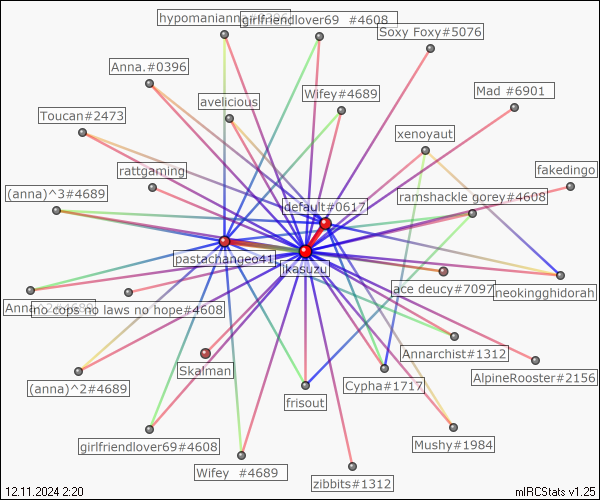 hypomanianna#0396
girlfriendlover69 #4608
Soxy Foxy#5076
Anna.#0396
Mad #6901
Wifey#4689
avelicious
Toucan#2473
xenoyaut
rattgaming
fakedingo
(anna)^3#4689
ramshackle gorey#4608
default#0617
pastachangeo41
jkasuzu
ace deucy#7097
neokingghidorah
no cops no laws no hope#4608
Annarchist#1312
Skalman
AlpineRooster#2156
(anna)^2#4689
Cypha#1717
frisout
girlfriendlover69#4608
Mushy#1984
Wifey #4689
zibbits#1312
12.11.2024 2:20
mIRCStats v1.25